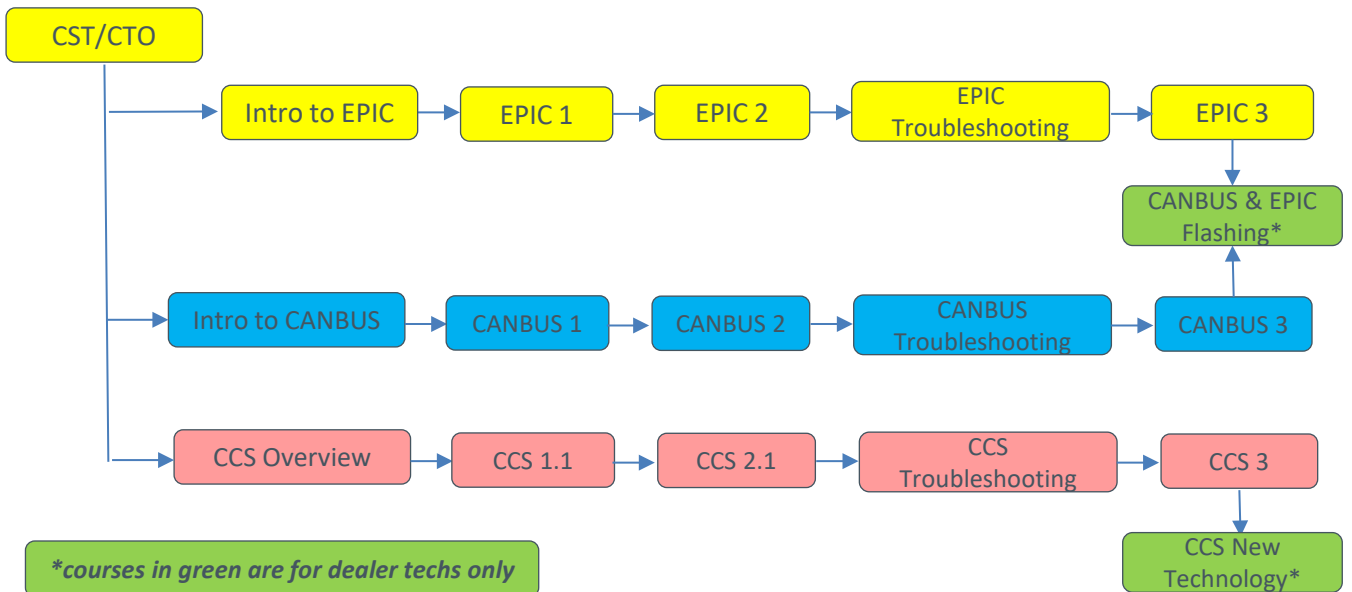 CST/CTO
Intro to EPIC
EPIC 1
EPIC 2
EPIC
Troubleshooting
EPIC 3
CANBUS & EPIC
Flashing*
Intro to CANBUS
CANBUS 1
CANBUS 2
CANBUS
Troubleshooting
CANBUS 3
CCS Overview
CCS 1.1
CCS 2.1
CCS
Troubleshooting
CCS 3
*courses in green are for dealer techs only
CCS New
Technology*